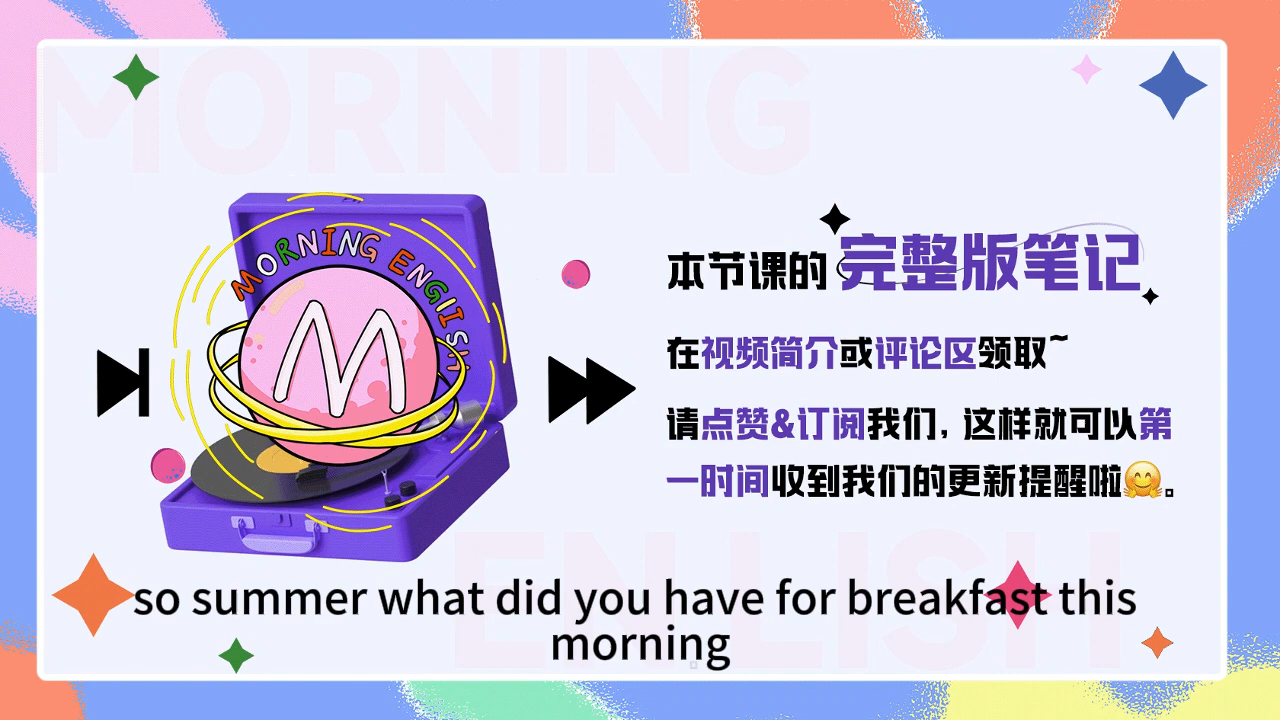 MORNING
MORNING ENGlISH
M
本节课的完整版笔记
在视频简介或评论区领取~
请点赞&订阅我们，这样就可以第
一时间收到我们的更新提醒啦🤗。
ENGLISH
so summer what did you have for breakfast this
morning